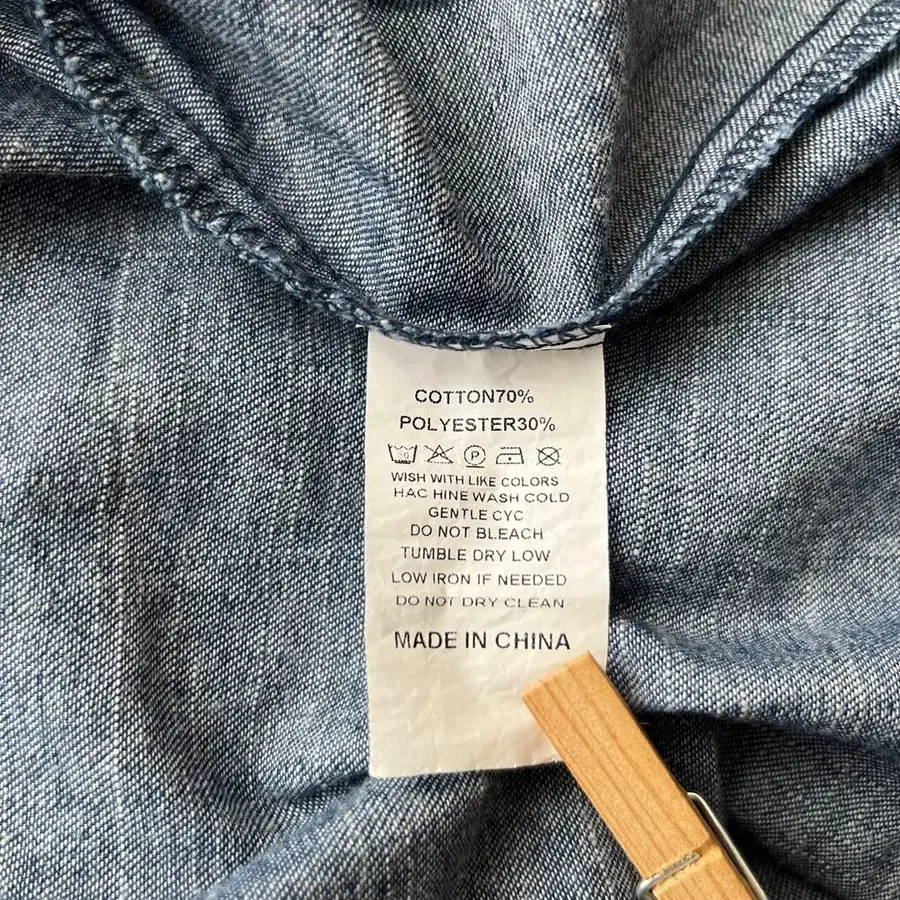 COTTON70%
POLYESTER30%
P
WISH WITH LIKE COLORS
HAC HINE WASH COLD
GENTLE CYC
DO NOT BLEACH
TUMBLE DRY LOW
LOW IRON IF NEEDED
DO NOT DRY CLEAN
MADE IN CHINA